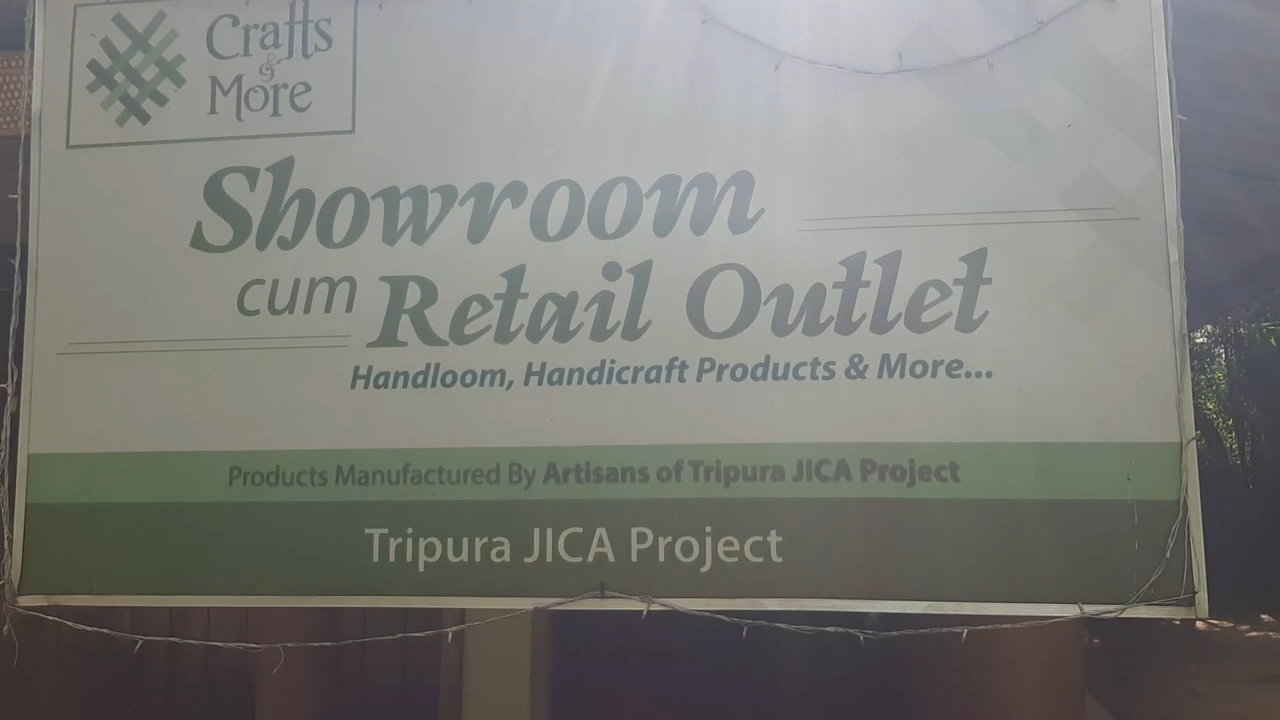 Crafts
&
More
Showroom
cum Retail Outlet
Handloom, Handicraft Products & More...
Products Manufactured By Artisans of Tripura JICA Project
Tripura JICA Project